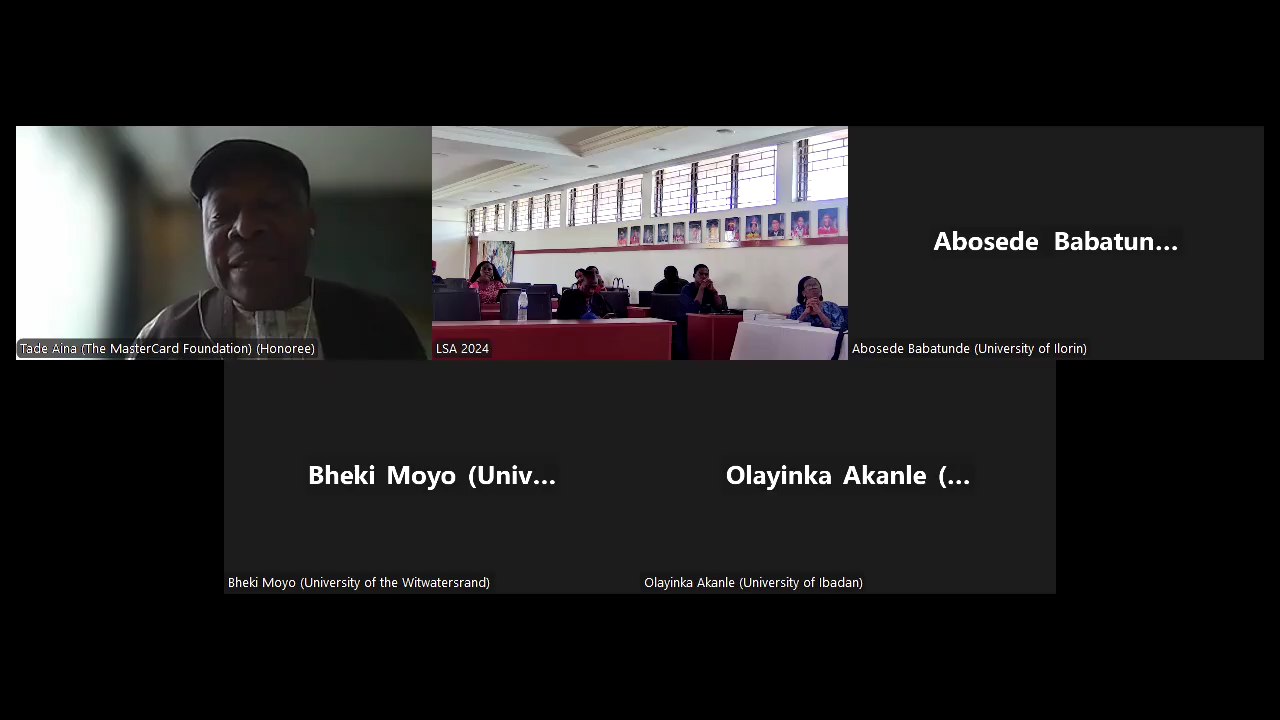 Tade Aina (The MasterCard Foundation) (Honoree)
LSA 2024
Abosede Babatun...
Abosede Babatunde (University of Ilorin)
Bheki Moyo (Univ...
Bheki Moyo (University of the Witwatersrand)
Olayinka Akanle (...
Olayinka Akanle (University of Ibadan)